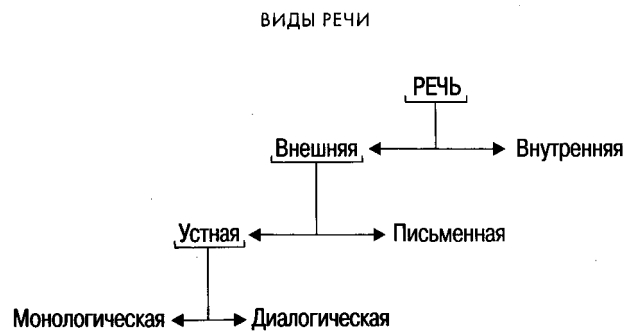 ВИДЫ РЕЧИ
РЕЧЬ
Внешняя Внутренняя
Устная Письменная
Монологическая Диалогическая